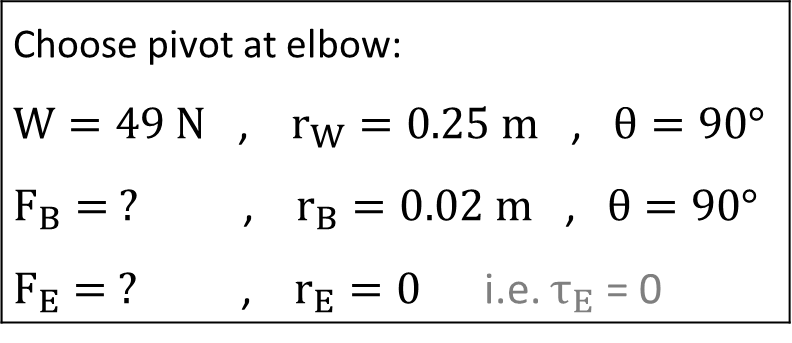 Choose pivot at elbow:
W = 49 N , r_W = 0.25 m , θ = 90°
F_B = ? , r_B = 0.02 m , θ = 90°
F_E = ? , r_E = 0 i.e. τ_E = 0